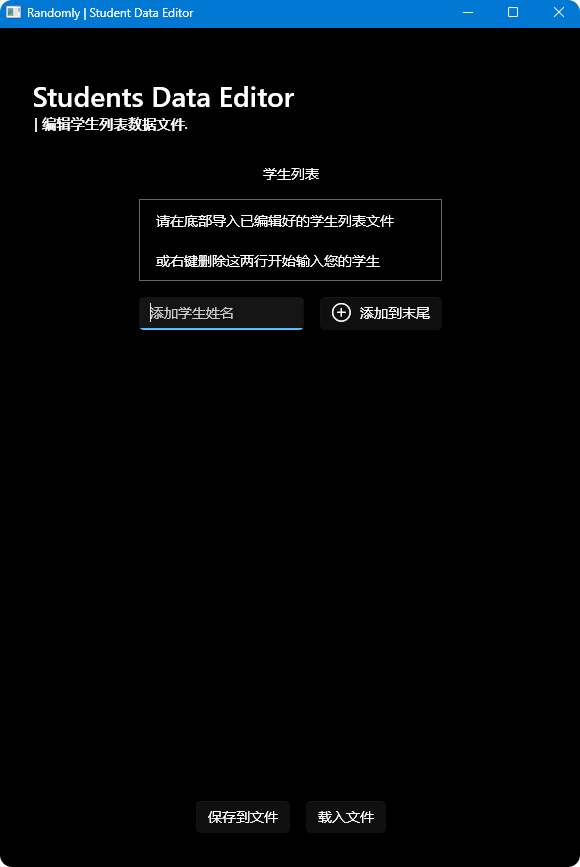 Randomly | Student Data Editor
Students Data Editor
| 编辑学生列表数据文件.
学生列表
请在底部导入已编辑好的学生列表文件
或右键删除这两行开始输入您的学生
添加学生姓名
添加到末尾
保存到文件
载入文件